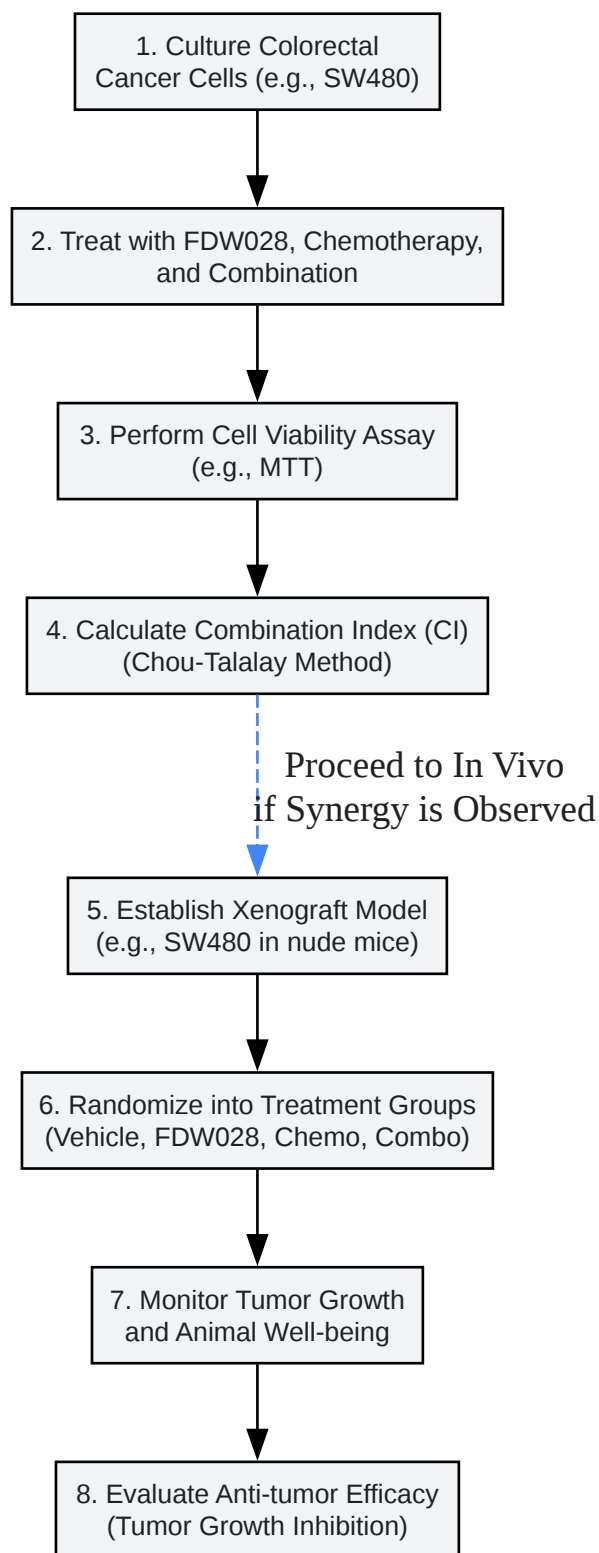 1. Culture Colorectal
Cancer Cells (e.g., SW480)
2. Treat with FDW028, Chemotherapy,
and Combination
3. Perform Cell Viability Assay
(e.g., MTT)
4. Calculate Combination Index (CI)
(Chou-Talalay Method)
Proceed to In Vivo
if Synergy is Observed
5. Establish Xenograft Model
(e.g., SW480 in nude mice)
6. Randomize into Treatment Groups
(Vehicle, FDW028, Chemo, Combo)
7. Monitor Tumor Growth
and Animal Well-being
8. Evaluate Anti-tumor Efficacy
(Tumor Growth Inhibition)